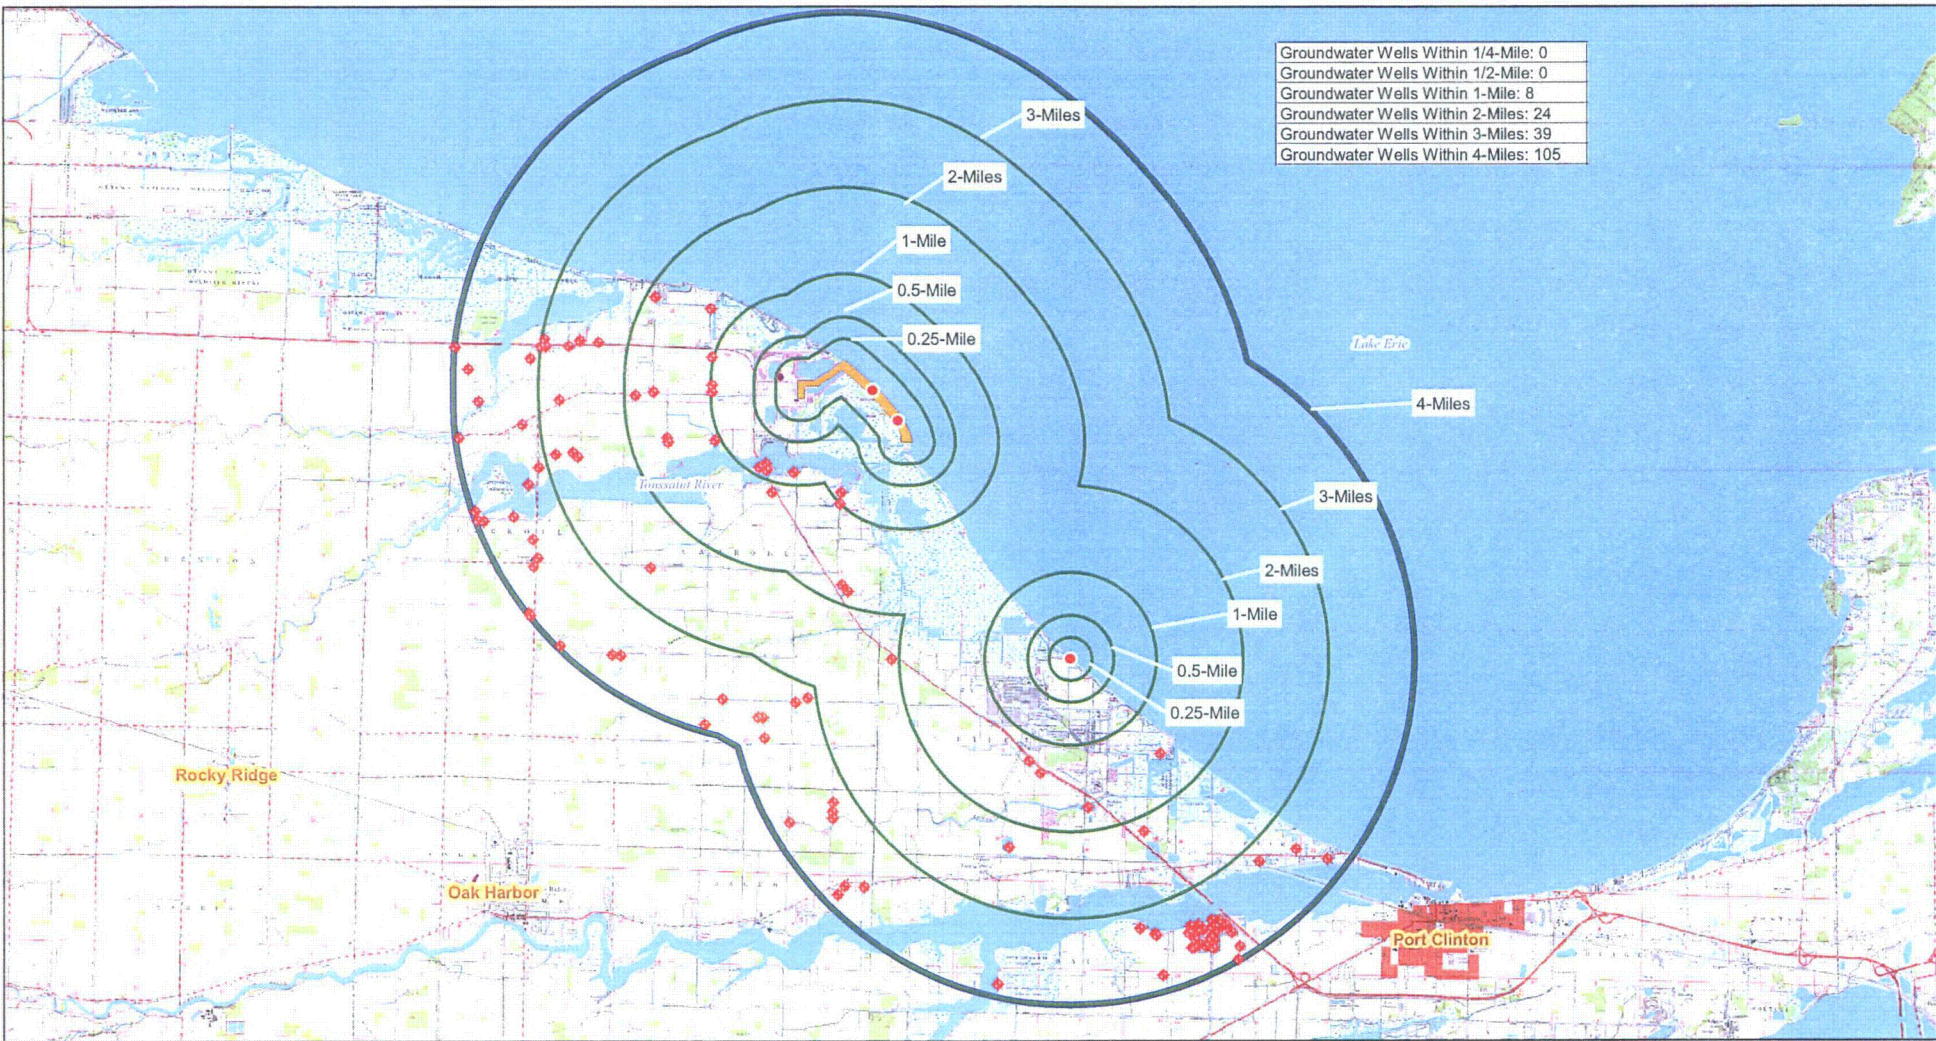 Groundwater Wells Within 1/4-Mile: 0
Groundwater Wells Within 1/2-Mile: 0
Groundwater Wells Within 1-Mile: 8
Groundwater Wells Within 2-Miles: 24
Groundwater Wells Within 3-Miles: 39
Groundwater Wells Within 4-Miles: 105
3-Miles
2-Miles
1-Mile
0.5-Mile
0.25-Mile
Lake Erie
4-Miles
Toussaint River
3-Miles
2-Miles
1-Mile
0.5-Mile
0.25-Mile
Rocky Ridge
Oak Harbor
Port Clinton